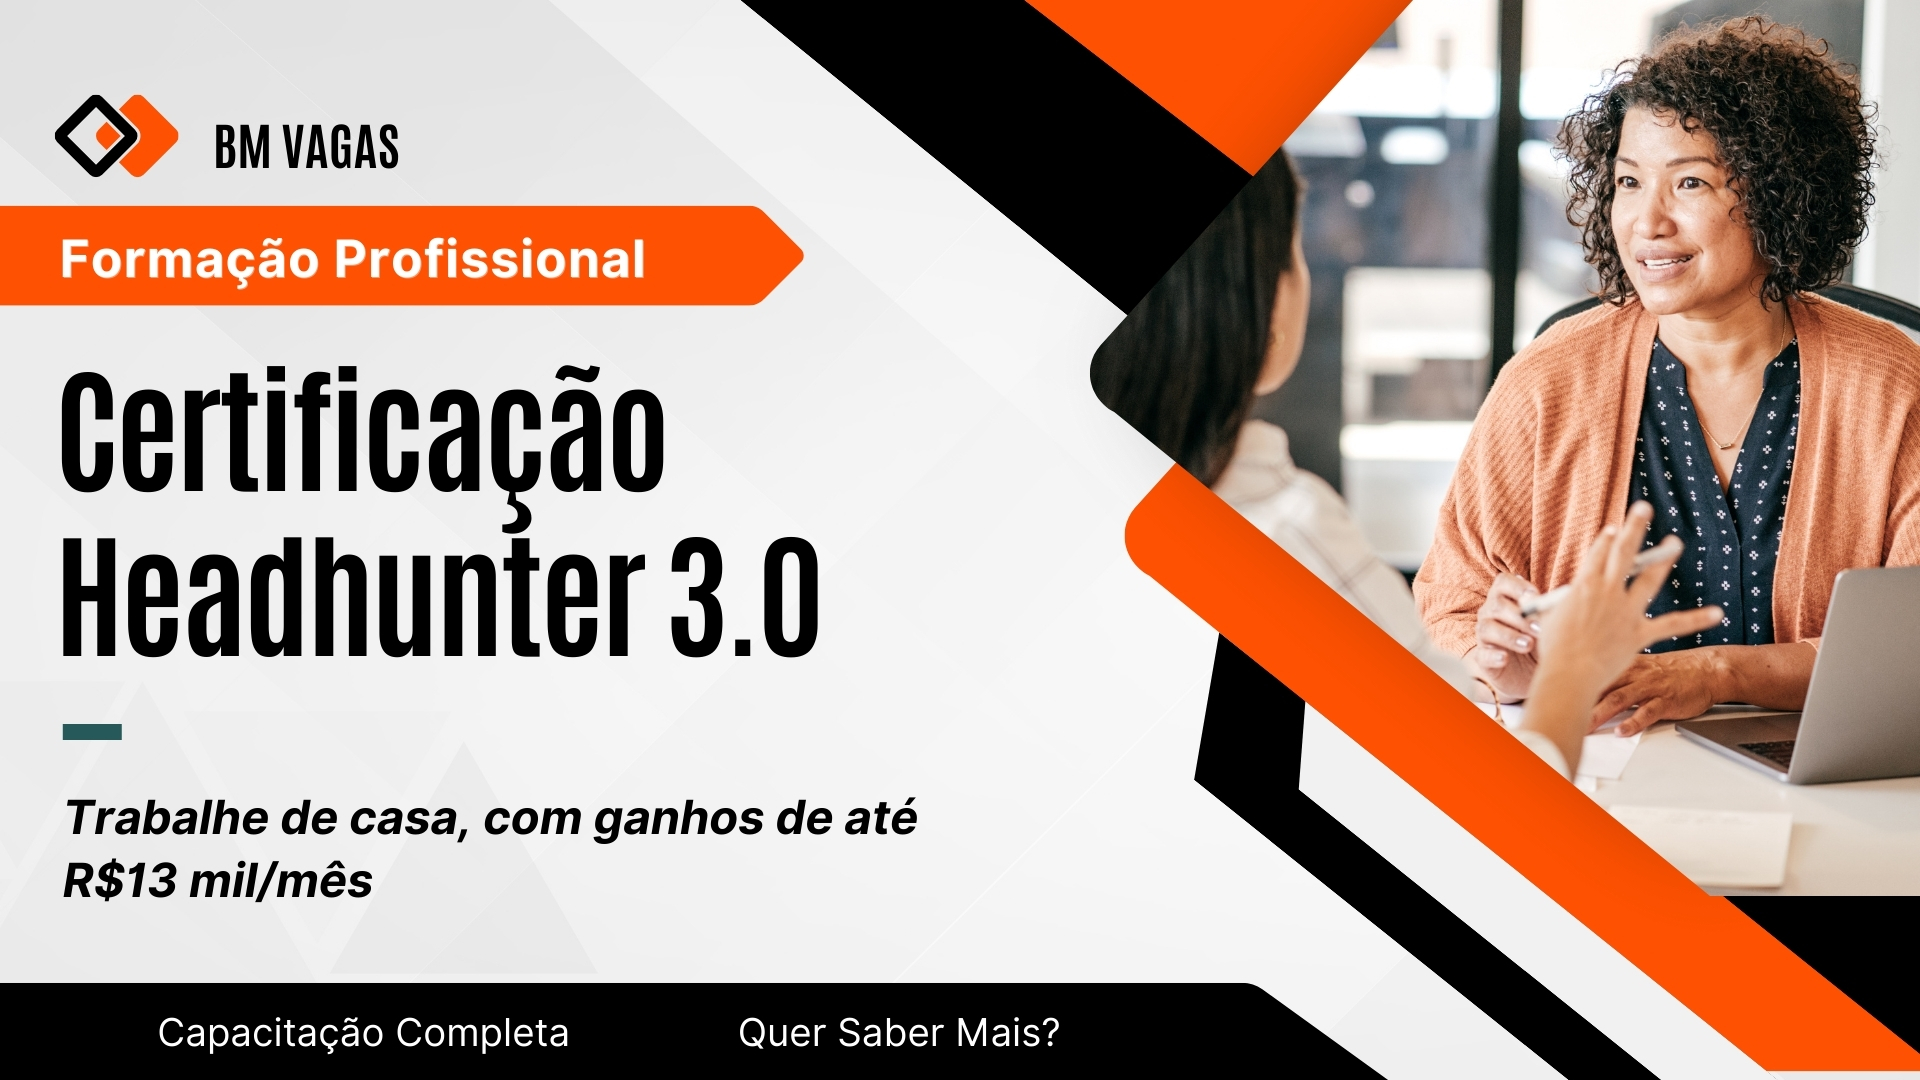 BM VAGAS
Formação Profissional
Certificação
Headhunter 3.0
Trabalhe de casa, com ganhos de até
R$13 mil/mês
Capacitação Completa
Quer Saber Mais?